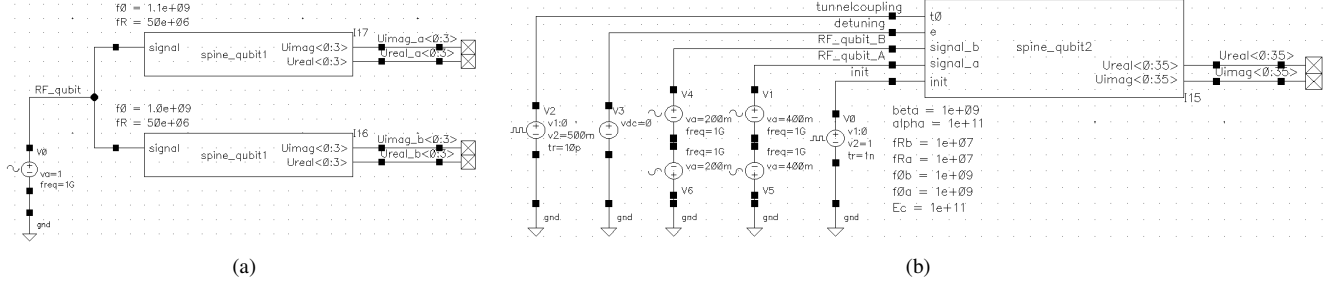 f0 = 1.1e+09
fR = 50e+06
I17
signal
spine_qubit1
Uimag<0:3>
Ureal<0:3>
Uimag_a<0:3>
Ureal_a<0:3>
RF_qubit
f0 = 1.0e+09
fR = 50e+06
I16
signal
spine_qubit1
Uimag<0:3>
Ureal<0:3>
Uimag_b<0:3>
Ureal_b<0:3>
V0
va=1
freq=1G
gnd
(a)
tunnelcoupling
detuning
RF_qubit_B
RF_qubit_A
init
t0
e
signal_b
signal_a
init
spine_qubit2
Ureal<0:35>
Uimag<0:35>
Ureal<0:35>
Uimag<0:35>
I15
V2
v1:0
v2=500m
tr=10p
gnd
V3
vdc=0
gnd
V4
va=200m
freq=1G
freq=1G
va=200m
V6
gnd
V1
va=400m
freq=1G
freq=1G
va=400m
V5
gnd
V0
v1:0
v2=1
tr=1n
gnd
beta = 1e+09
alpha = 1e+11
fRb = 1e+07
fRa = 1e+07
f0b = 1e+09
f0a = 1e+09
Ec = 1e+11
(b)